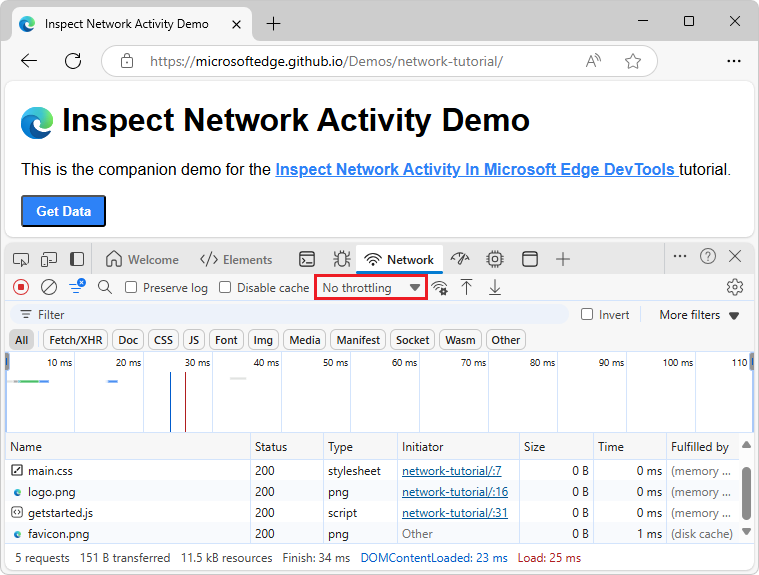 Inspect Network Activity Demo
https://microsoftedge.github.io/Demos/network-tutorial/
Inspect Network Activity Demo
This is the companion demo for the Inspect Network Activity In Microsoft Edge DevTools tutorial.
Get Data
Welcome Elements Network
Preserve log Disable cache No throttling
Filter Invert More filters
All Fetch/XHR Doc CSS JS Font Img Media Manifest Socket Wasm Other
10 ms 20 ms 30 ms 40 ms 50 ms 60 ms 70 ms 80 ms 90 ms 100 ms 110
Name Status Type Initiator Size Time Fulfilled by
main.css 200 stylesheet network-tutorial/:7 0 B 0 ms (memory ...
logo.png 200 png network-tutorial/:16 0 B 0 ms (memory ...
getstarted.js 200 script network-tutorial/:31 0 B 0 ms (memory ...
favicon.png 200 png Other 0 B 1 ms (disk cache)
5 requests 151 B transferred 11.5 kB resources Finish: 34 ms DOMContentLoaded: 23 ms Load: 25 ms